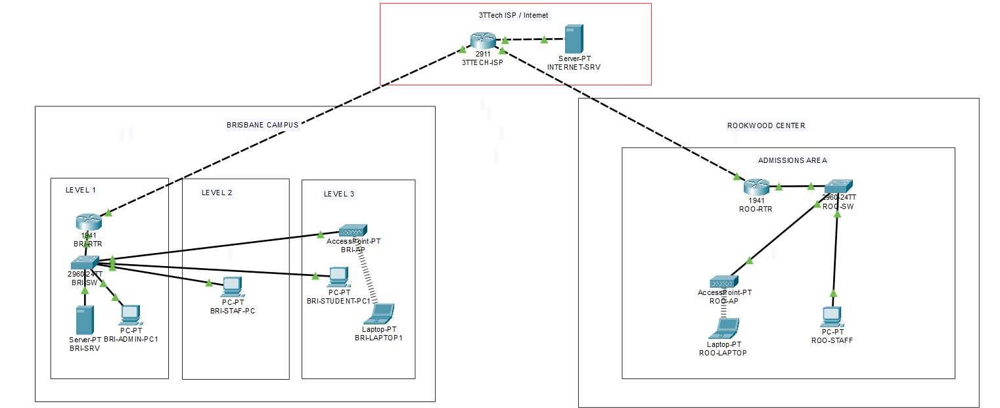 3TTech ISP / Internet
2911
3TTECH-ISP
Server-PT
INTERNET-SRV
BRISBANE CAMPUS
LEVEL 1
1941
BRI-RTR
2960-24TT
BRI-SW
Server-PT
BRI-SRV
PC-PT
BRI-ADMIN-PC1
LEVEL 2
PC-PT
BRI-STAF-PC
LEVEL 3
AccessPoint-PT
BRI-AP
PC-PT
BRI-STUDENT-PC1
Laptop-PT
BRI-LAPTOP1
ROOKWOOD CENTER
ADMISSIONS AREA
1941
ROO-RTR
2960-24TT
ROO-SW
AccessPoint-PT
ROO-AP
Laptop-PT
ROO-LAPTOP
PC-PT
ROO-STAFF